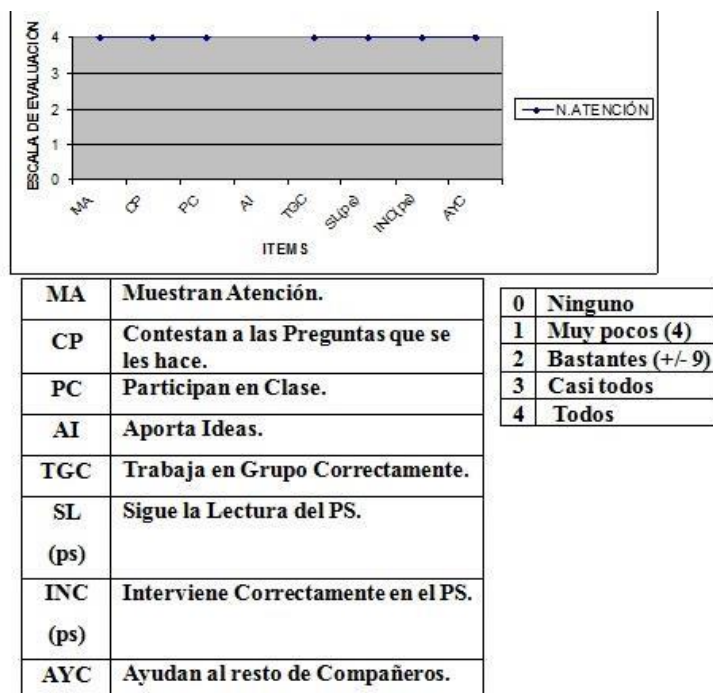 ESCALA DE EVALUACIÓN
4
3
2
1
0
MA CP PC AI TGC SL(ps) INC(ps) AYC
ITEMS
N.ATENCIÓN
MA Muestran Atención.
CP Contestan a las Preguntas que se
les hace.
PC Participan en Clase.
AI Aporta Ideas.
TGC Trabaja en Grupo Correctamente.
SL Sigue la Lectura del PS.
(ps)
INC Interviene Correctamente en el PS.
(ps)
AYC Ayudan al resto de Compañeros.
0 Ninguno
1 Muy pocos (4)
2 Bastantes (+/- 9)
3 Casi todos
4 Todos